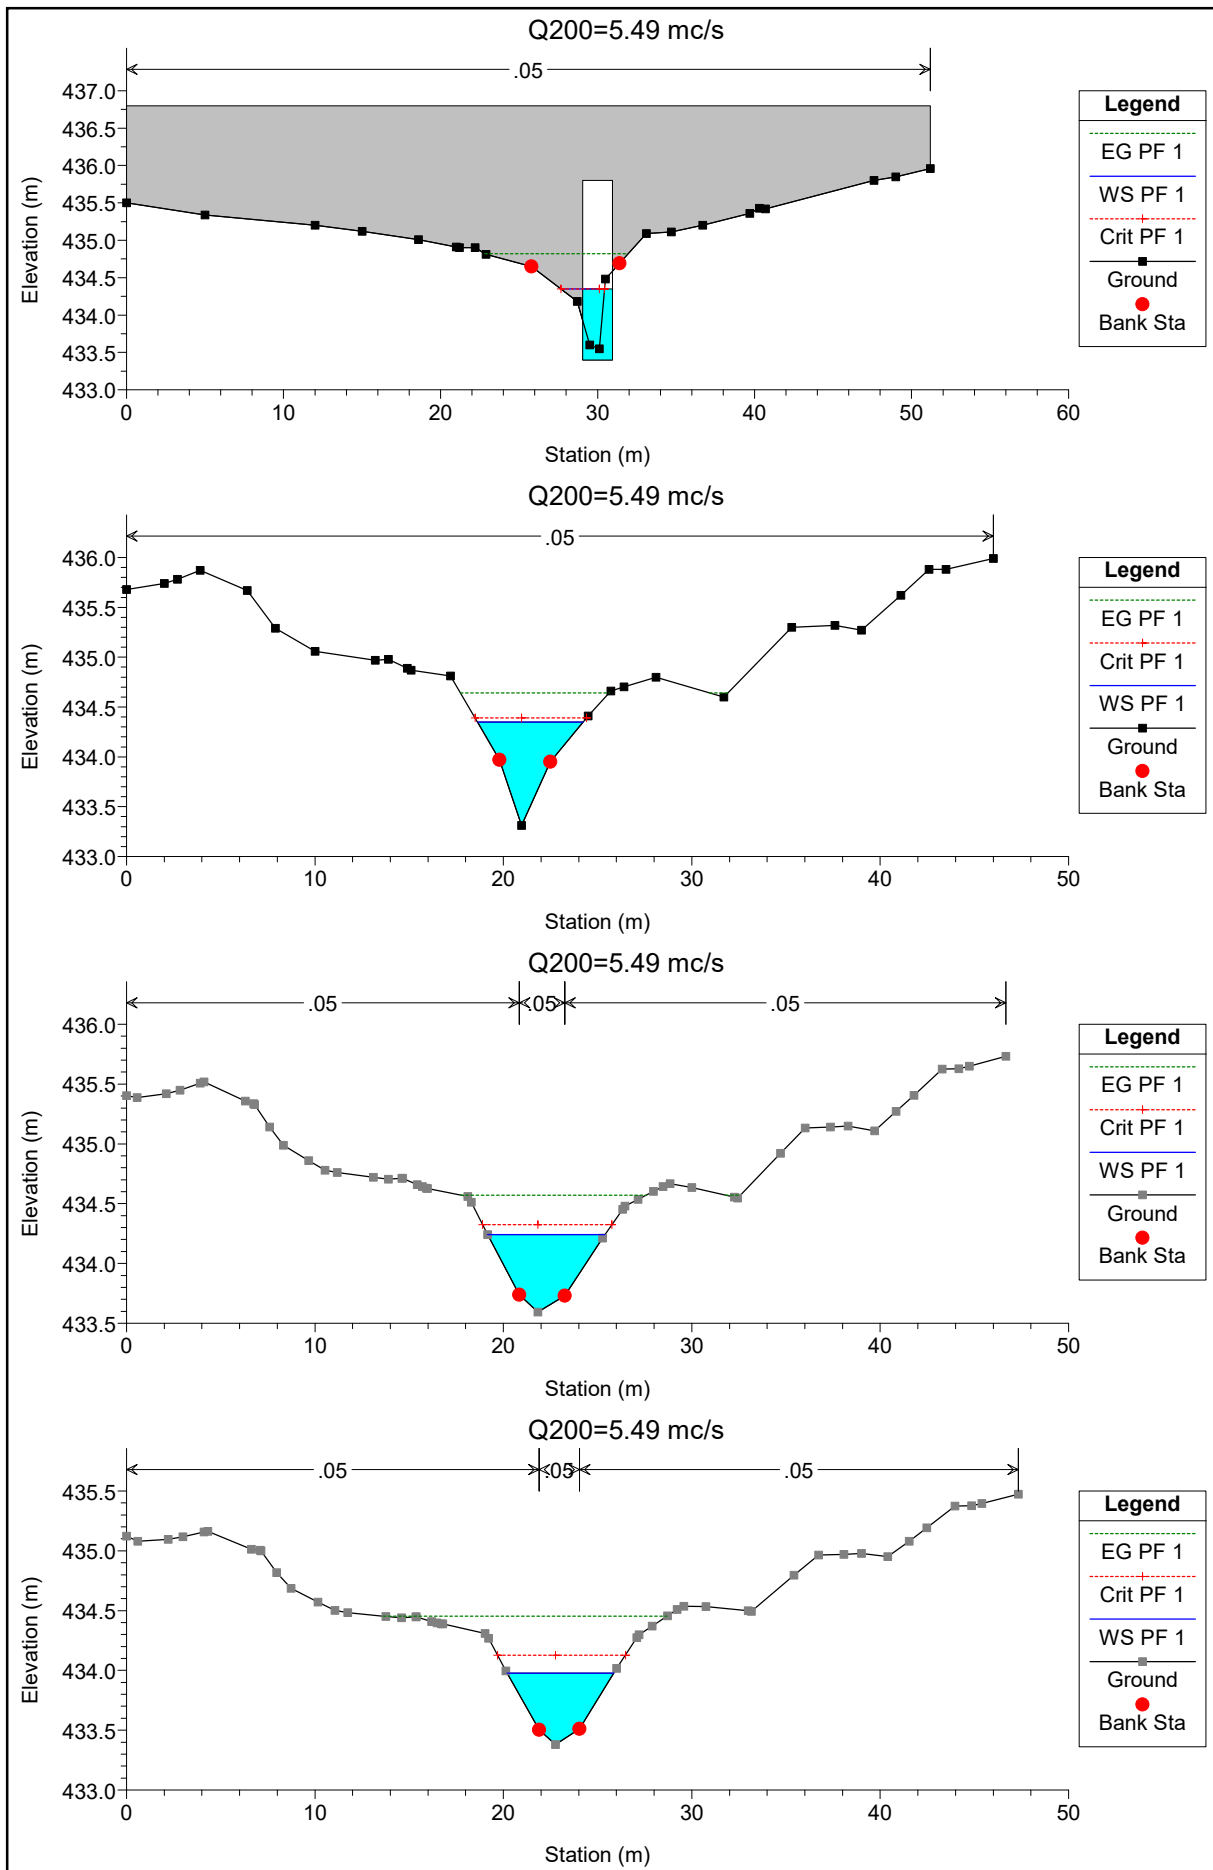 Q200=5.49 mc/s
.05
437.0
436.5
436.0
435.5
435.0
434.5
434.0
433.5
433.0
Elevation (m)
0 10 20 30 40 50 60
Station (m)
Legend
EG PF 1
WS PF 1
Crit PF 1
Ground
Bank Sta
Q200=5.49 mc/s
.05
436.0
435.5
435.0
434.5
434.0
433.5
433.0
Elevation (m)
0 10 20 30 40 50
Station (m)
Legend
EG PF 1
Crit PF 1
WS PF 1
Ground
Bank Sta
Q200=5.49 mc/s
.05 .05 .05
436.0
435.5
435.0
434.5
434.0
433.5
Elevation (m)
0 10 20 30 40 50
Station (m)
Legend
EG PF 1
Crit PF 1
WS PF 1
Ground
Bank Sta
Q200=5.49 mc/s
.05 .05 .05
435.5
435.0
434.5
434.0
433.5
433.0
Elevation (m)
0 10 20 30 40 50
Station (m)
Legend
EG PF 1
Crit PF 1
WS PF 1
Ground
Bank Sta